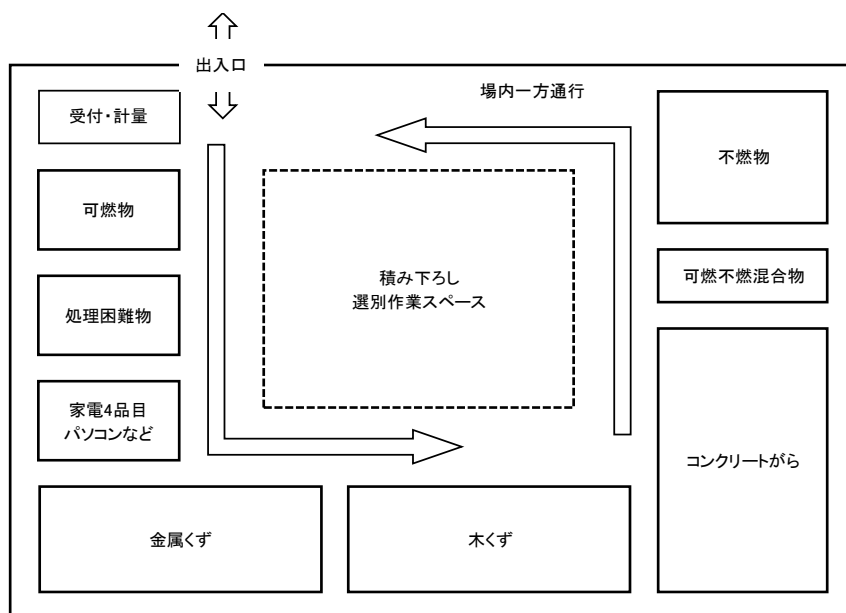 出入口
受付・計量
場内一方通行
不燃物
可燃物
積み下ろし
選別作業スペース
可燃不燃混合物
処理困難物
家電4品目
パソコンなど
コンクリートがら
金属くず
木くず